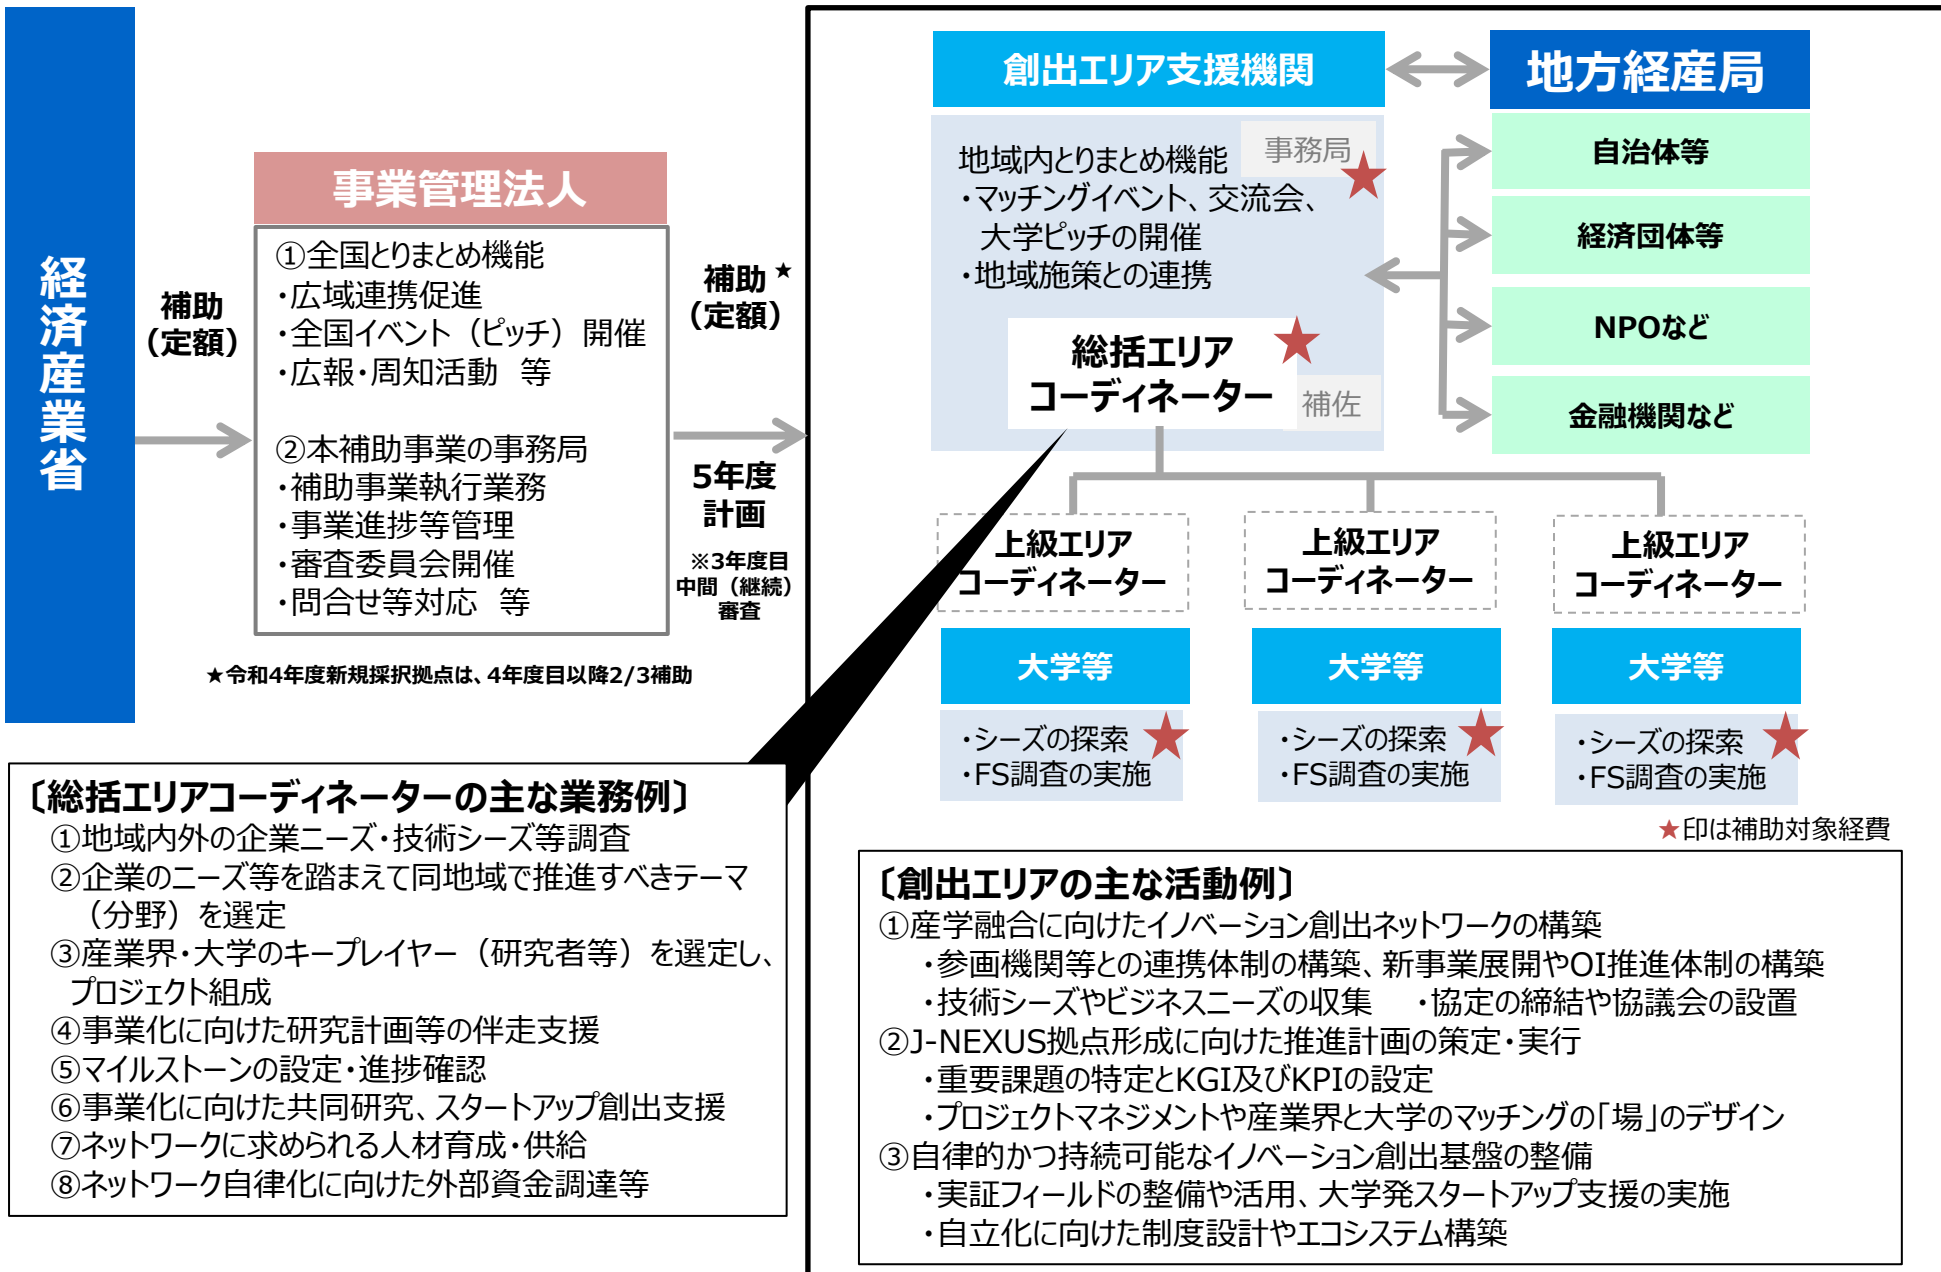 経済産業省
補助
（定額）
事業管理法人
①全国とりまとめ機能
・広域連携促進
・全国イベント（ピッチ）開催
・広報・周知活動　等
②本補助事業の事務局
・補助事業執行業務
・事業進捗等管理
・審査委員会開催
・問合せ等対応　等
★令和4年度新規採択拠点は、4年度目以降2/3補助
補助★
（定額）
5年度
計画
※3年度目
中間（継続）
審査
創出エリア支援機関
地方経産局
事務局
地域内とりまとめ機能
・マッチングイベント、交流会、
大学ピッチの開催
・地域施策との連携
総括エリア
コーディネーター
補佐
自治体等
経済団体等
NPOなど
金融機関など
上級エリア
コーディネーター
上級エリア
コーディネーター
上級エリア
コーディネーター
大学等
大学等
大学等
・シーズの探索
・FS調査の実施
・シーズの探索
・FS調査の実施
・シーズの探索
・FS調査の実施
★印は補助対象経費
〔総括エリアコーディネーターの主な業務例〕
①地域内外の企業ニーズ・技術シーズ等調査
②企業のニーズ等を踏まえて同地域で推進すべきテーマ
（分野）を選定
③産業界・大学のキープレイヤー（研究者等）を選定し、
プロジェクト組成
④事業化に向けた研究計画等の伴走支援
⑤マイルストーンの設定・進捗確認
⑥事業化に向けた共同研究、スタートアップ創出支援
⑦ネットワークに求められる人材育成・供給
⑧ネットワーク自律化に向けた外部資金調達等
〔創出エリアの主な活動例〕
①産学融合に向けたイノベーション創出ネットワークの構築
・参画機関等との連携体制の構築、新事業展開やOI推進体制の構築
・技術シーズやビジネスニーズの収集　・協定の締結や協議会の設置
②J-NEXUS拠点形成に向けた推進計画の策定・実行
・重要課題の特定とKGI及びKPIの設定
・プロジェクトマネジメントや産業界と大学のマッチングの「場」のデザイン
③自律的かつ持続可能なイノベーション創出基盤の整備
・実証フィールドの整備や活用、大学発スタートアップ支援の実施
・自立化に向けた制度設計やエコシステム構築